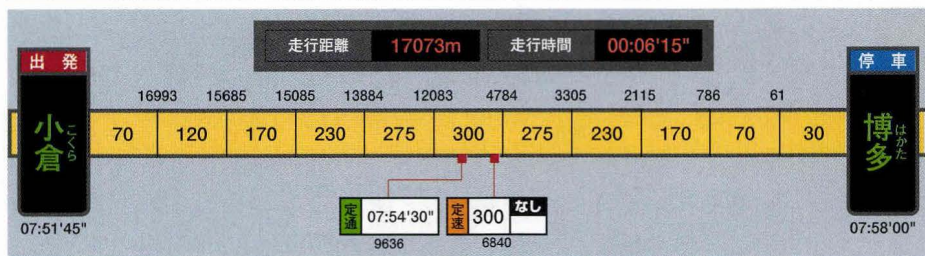 走行距離 17073m 走行時間 00:06'15"
出発
小倉
こくら
07:51'45"
停車
博多
はかた
07:58'00"
16993 15685 15085 13884 12083 4784 3305 2115 786 61
70 120 170 230 275 300 275 230 170 70 30
定通 07:54'30"
9636
定速 300 なし
6840